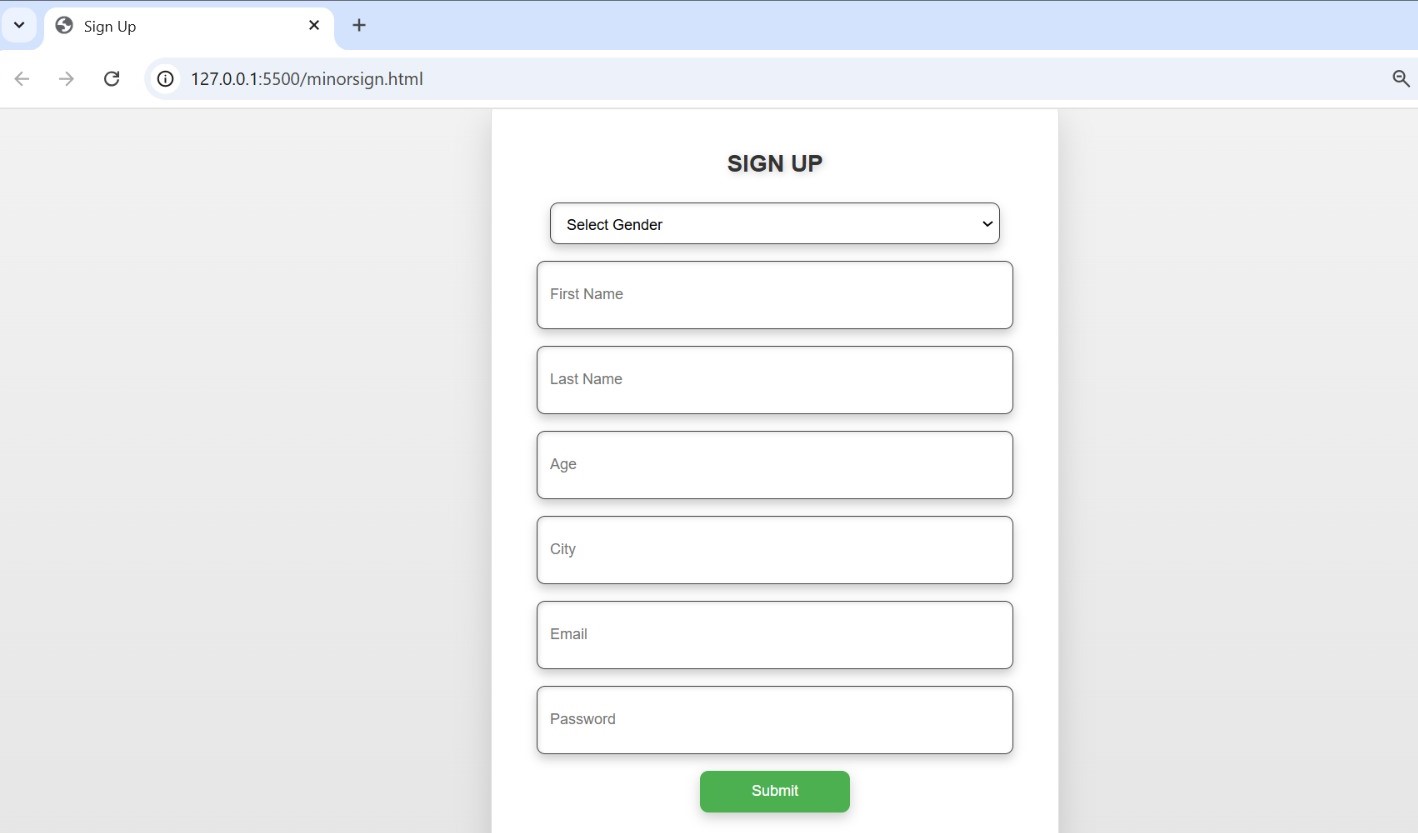 Sign Up
127.0.0.1:5500/minorsign.html
SIGN UP
Select Gender
First Name
Last Name
Age
City
Email
Password
Submit